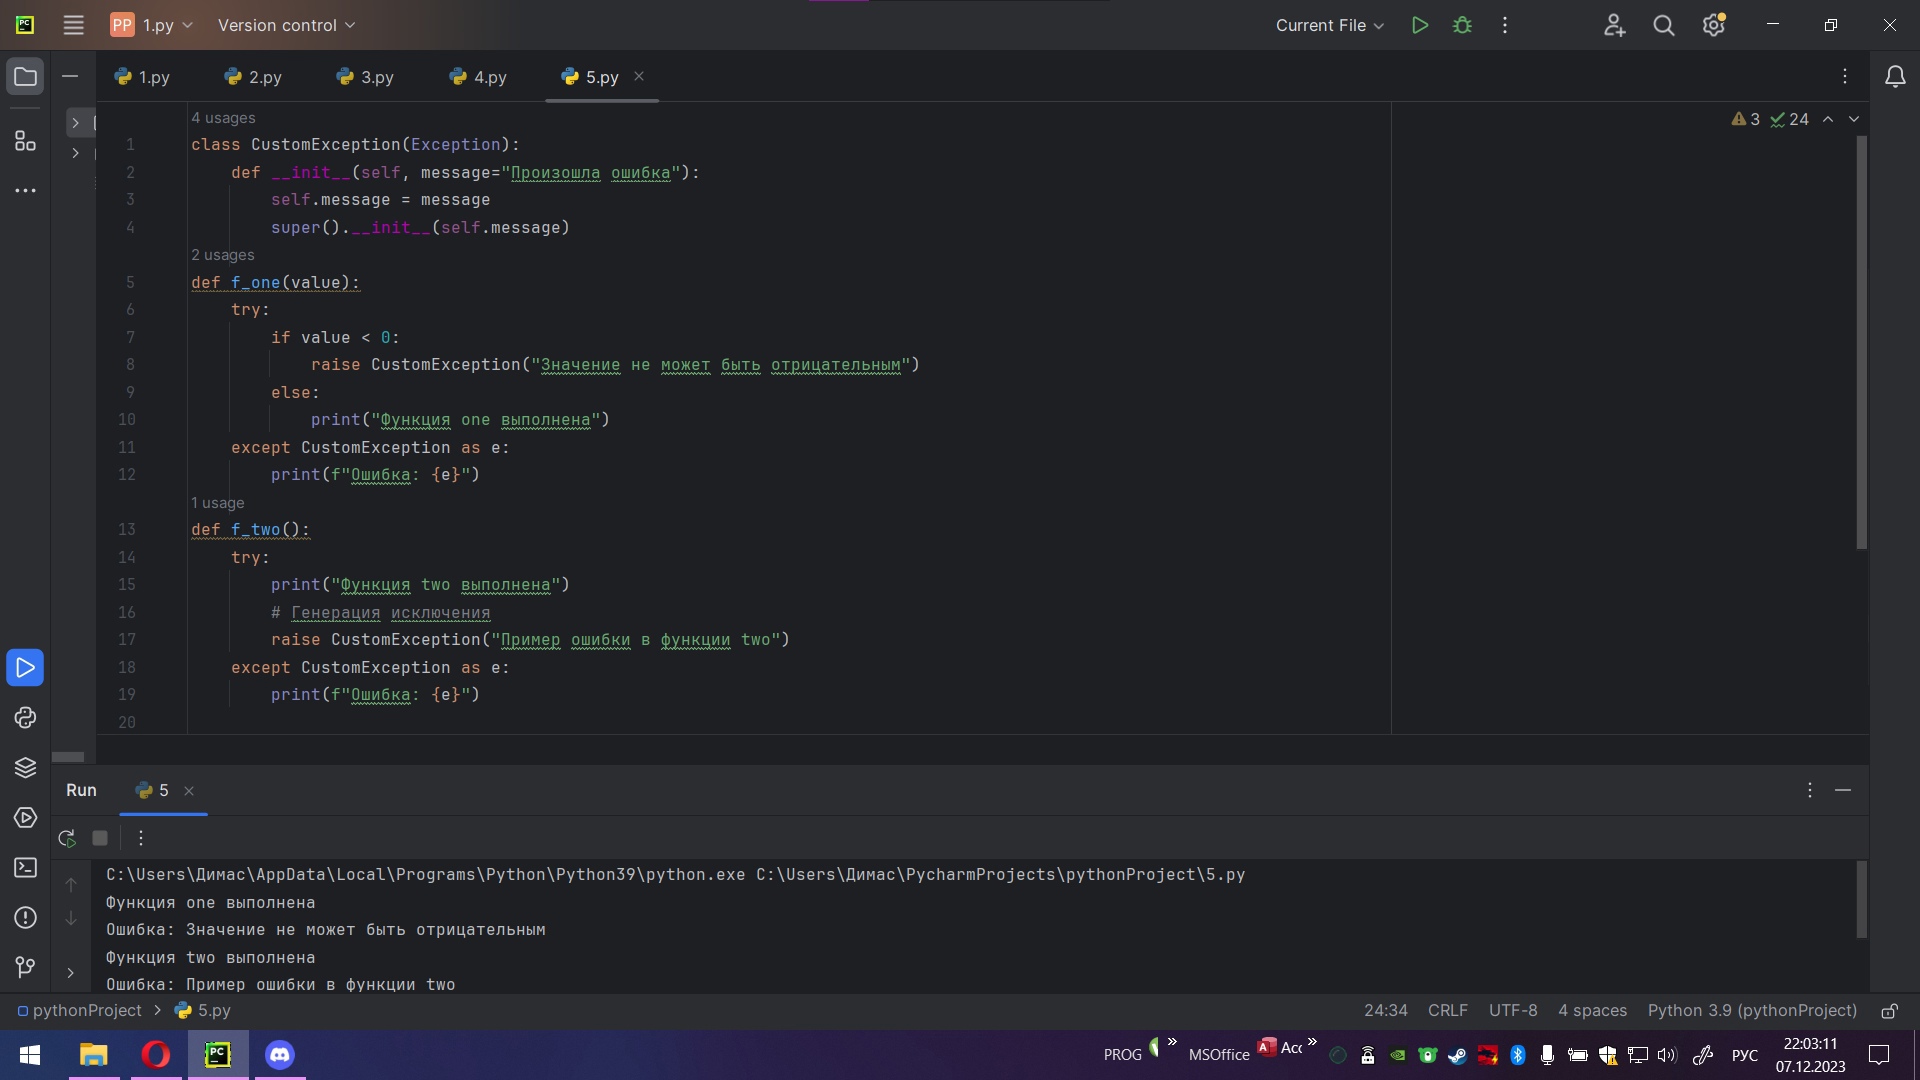 PC PP 1.py Version control Current File
1.py 2.py 3.py 4.py 5.py
4 usages 3 24
1 class CustomException(Exception):
2 def __init__(self, message="Произошла ошибка"):
3 self.message = message
4 super().__init__(self.message)
2 usages
5 def f_one(value):
6 try:
7 if value < 0:
8 raise CustomException("Значение не может быть отрицательным")
9 else:
10 print("Функция one выполнена")
11 except CustomException as e:
12 print(f"Ошибка: {e}")
1 usage
13 def f_two():
14 try:
15 print("Функция two выполнена")
16 # Генерация исключения
17 raise CustomException("Пример ошибки в функции two")
18 except CustomException as e:
19 print(f"Ошибка: {e}")
20
Run 5
C:\Users\Димас\AppData\Local\Programs\Python\Python39\python.exe C:\Users\Димас\PycharmProjects\pythonProject\5.py
Функция one выполнена
Ошибка: Значение не может быть отрицательным
Функция two выполнена
Ошибка: Пример ошибки в функции two
pythonProject > 5.py 24:34 CRLF UTF-8 4 spaces Python 3.9 (pythonProject)
PC PROG » MSOffice A Acc » РУС 22:03:11
07.12.2023